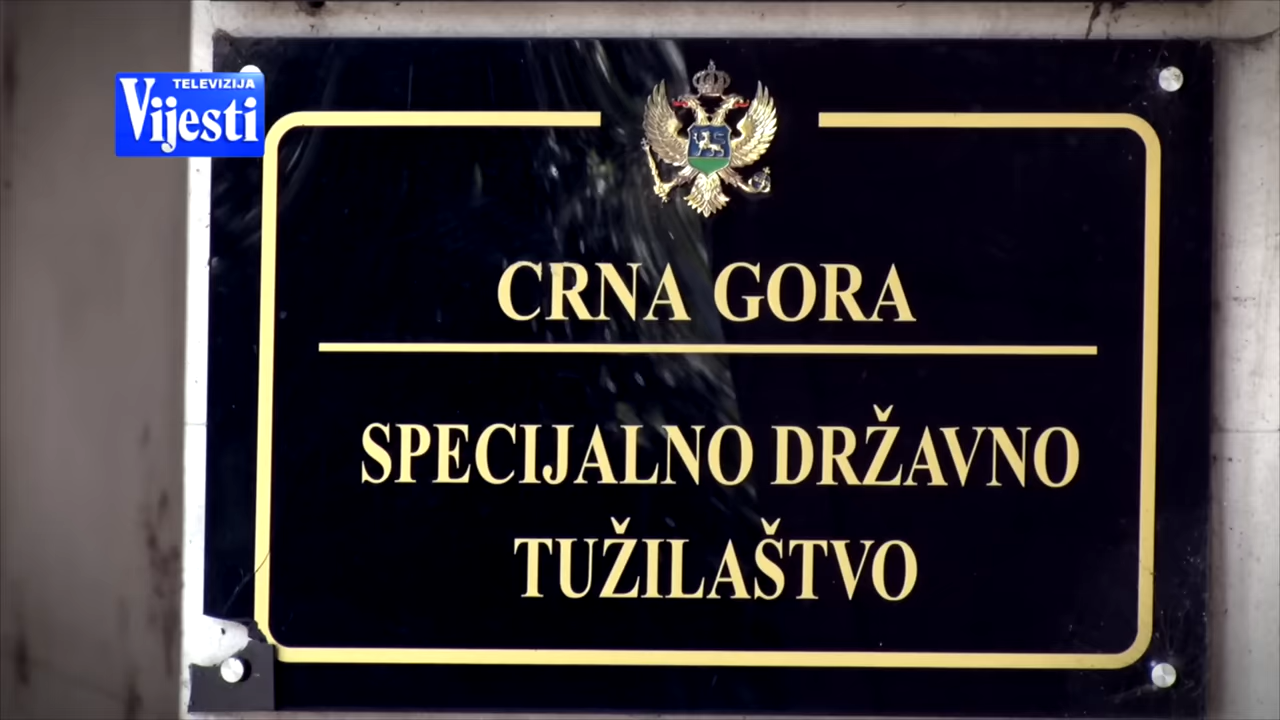 TELEVIZIJA
Vijesti
CRNA GORA
SPECIJALNO DRŽAVNO
TUŽILAŠTVO